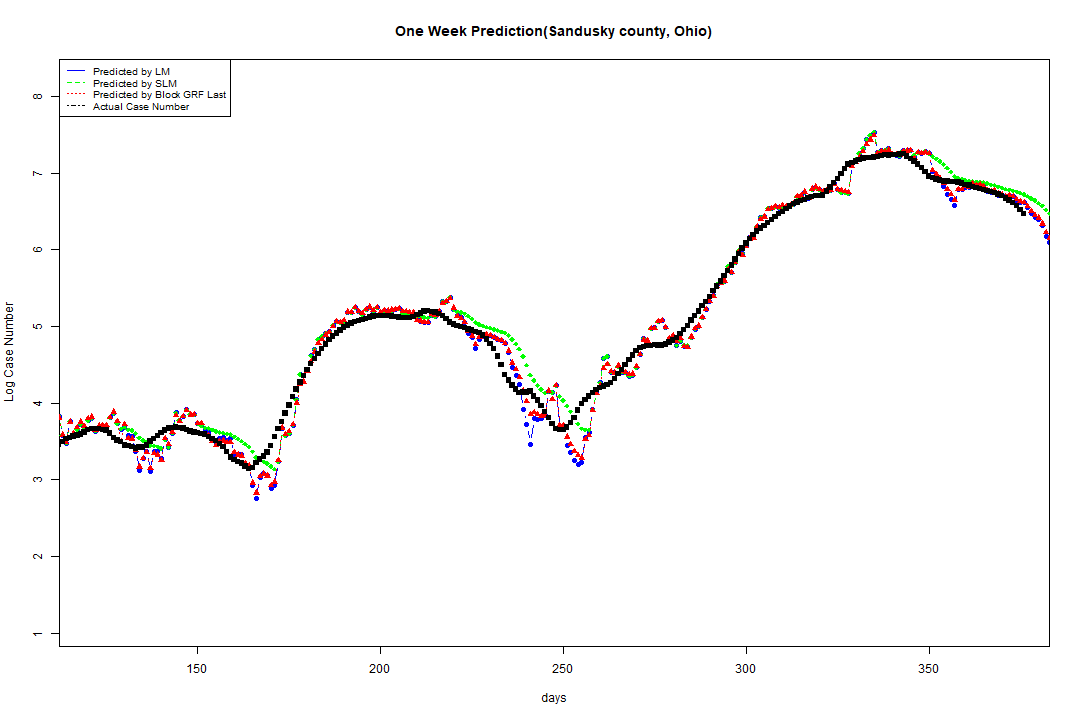 One Week Prediction(Sandusky county, Ohio)
Predicted by LM
Predicted by SLM
Predicted by Block GRF Last
Actual Case Number
8
7
6
5
4
3
2
1
Log Case Number
150 200 250 300 350
days